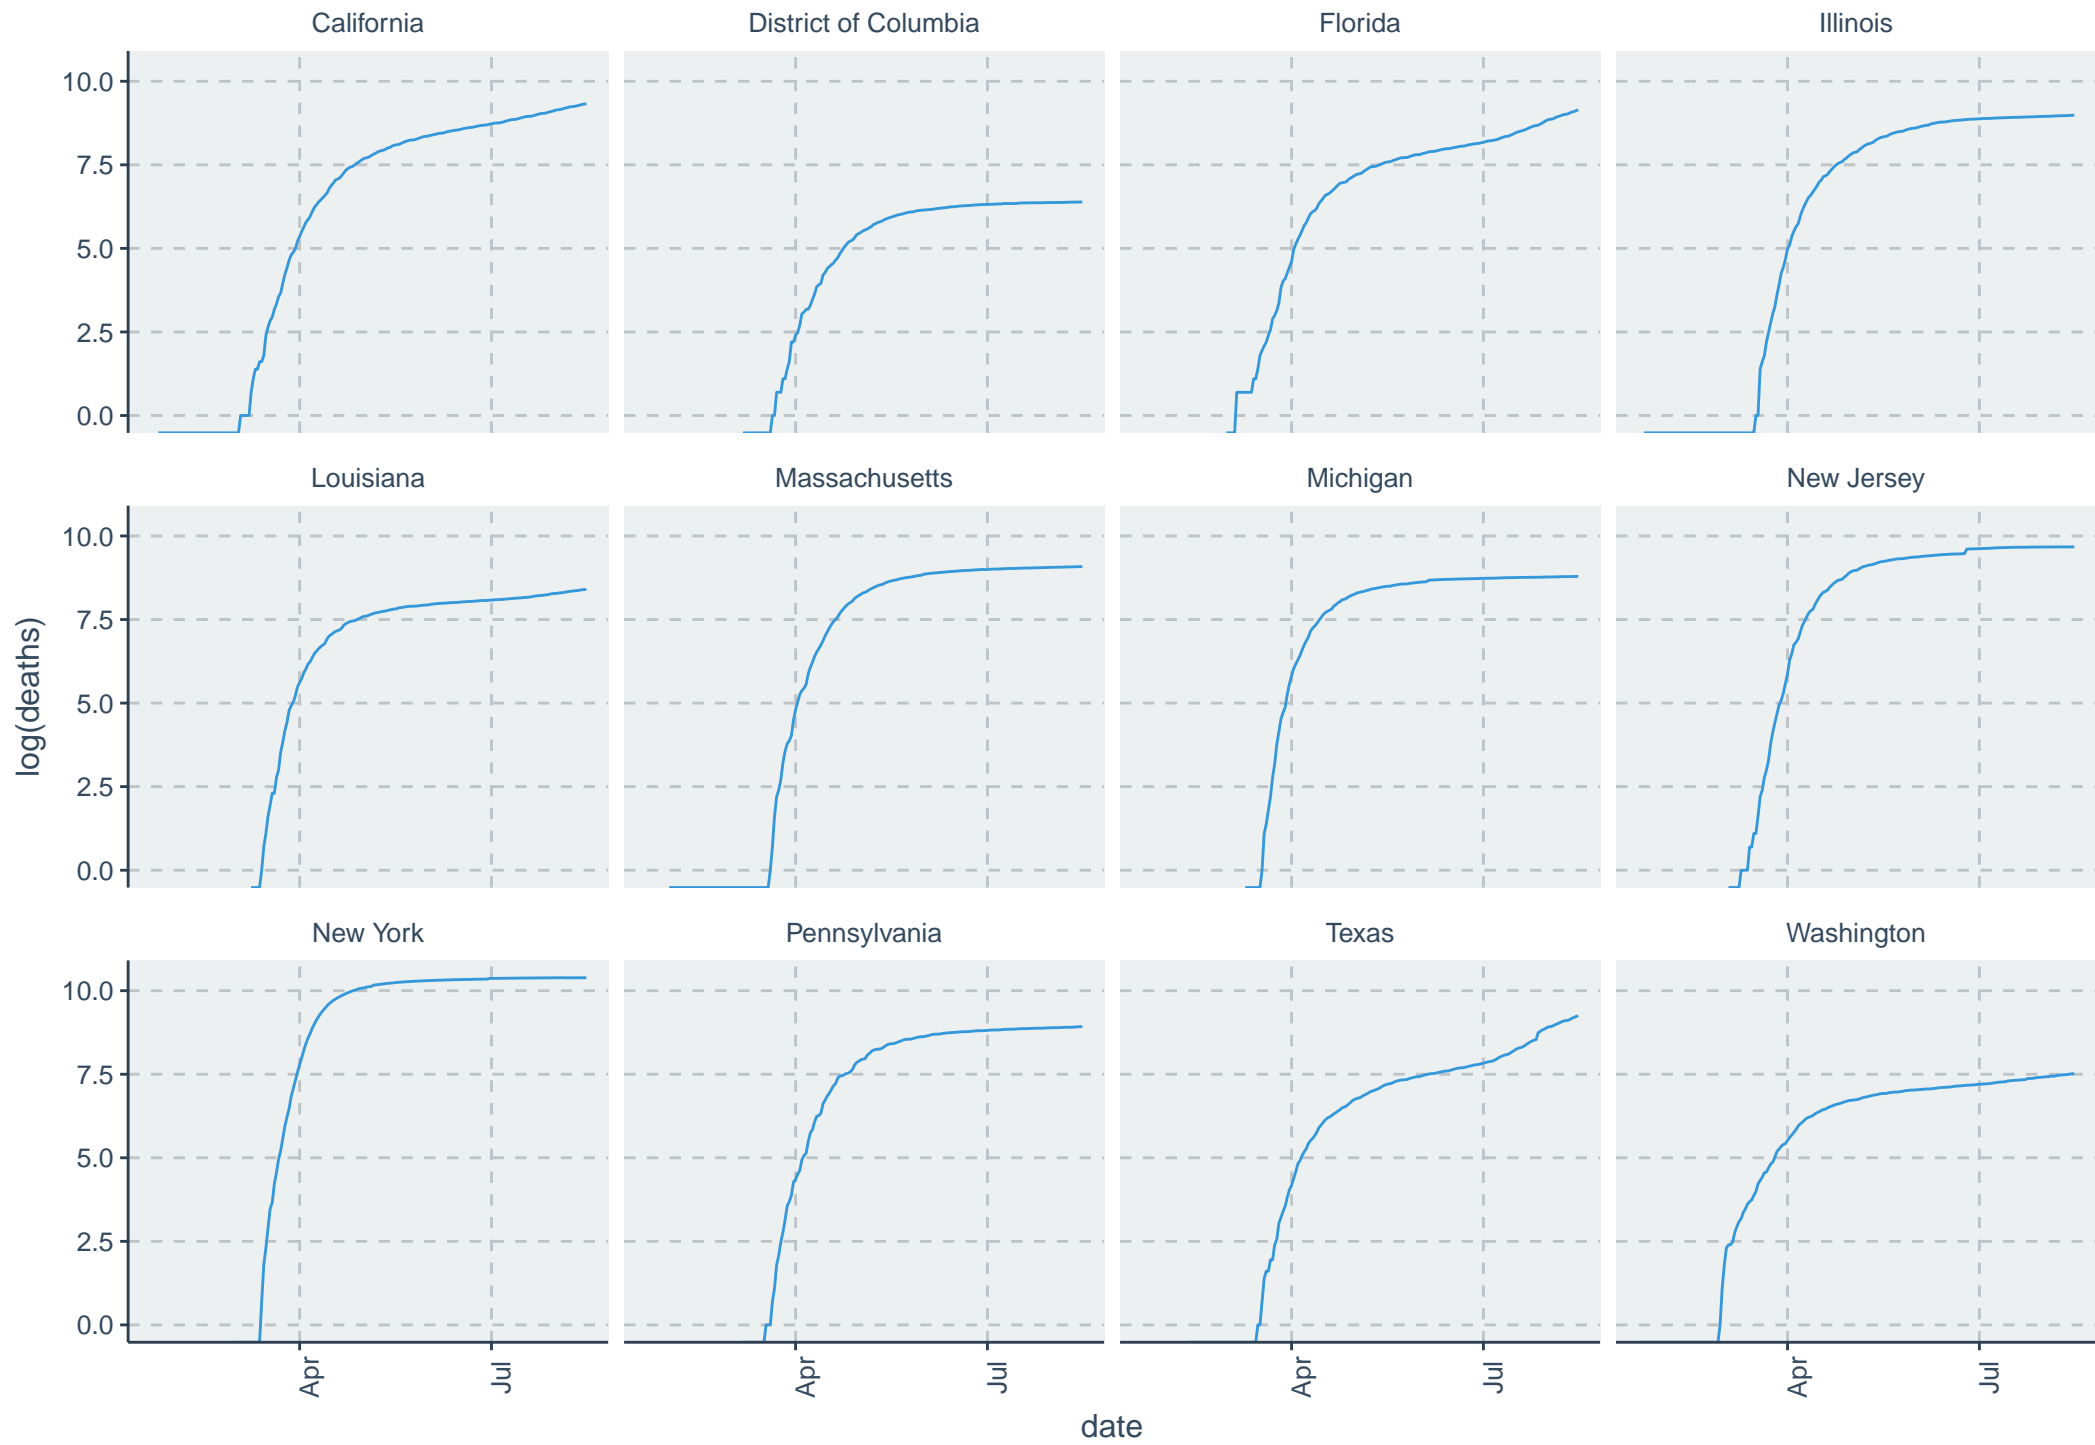 California District of Columbia Florida Illinois
10.0
7.5
5.0
2.5
0.0
Louisiana Massachusetts Michigan New Jersey
10.0
7.5
5.0
2.5
0.0
log(deaths)
New York Pennsylvania Texas Washington
10.0
7.5
5.0
2.5
0.0
Apr Jul Apr Jul Apr Jul Apr Jul
date